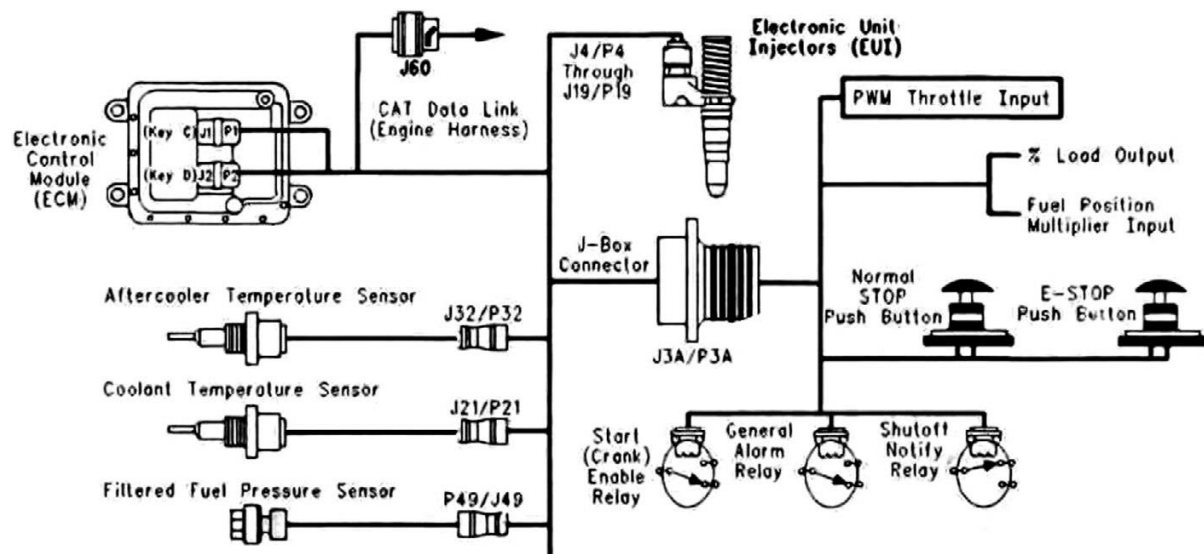 J60
CAT Data Link
(Engine Harness)
Electronic
Control
Module
(ECM)
(Key C) J1 P1
(Key D) J2 P2
J4/P4
Through
J19/P19
Electronic Unit
Injectors (EUI)
PWM Throttle Input
% Load Output
Fuel Position
Multiplier Input
J-Box
Connector
J3A/P3A
Normal
STOP
Push Button
E-STOP
Push Button
Aftercooler Temperature Sensor
J32/P32
Coolant Temperature Sensor
J21/P21
Filtered Fuel Pressure Sensor
P49/J49
Start
(Crank)
Enable
Relay
General
Alarm
Relay
Shutoff
Notify
Relay